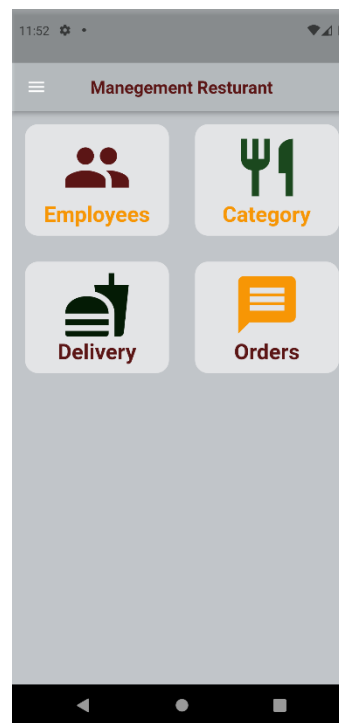 11:52
Manegement Resturant
Employees
Category
Delivery
Orders